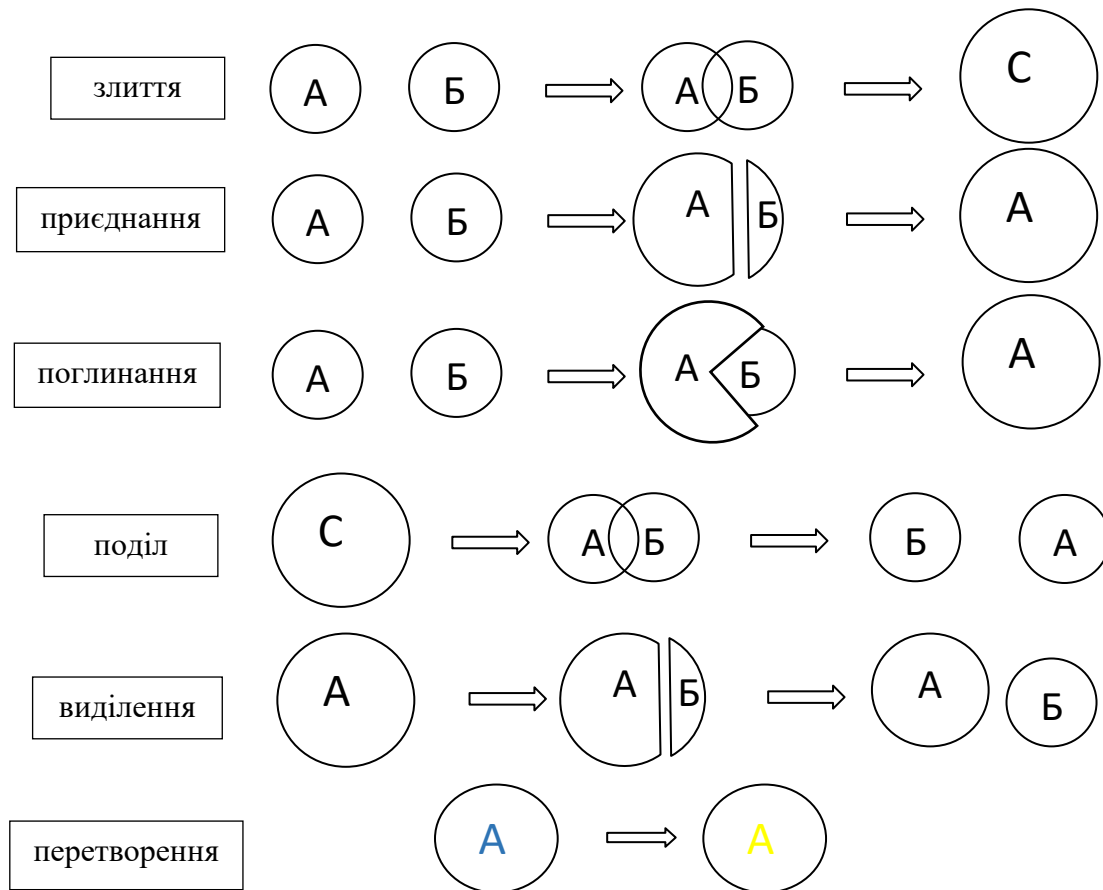 злиття А Б А Б С
приєднання А Б А Б А
поглинання А Б А Б А
поділ С А Б Б А
виділення А А Б А Б
перетворення А А